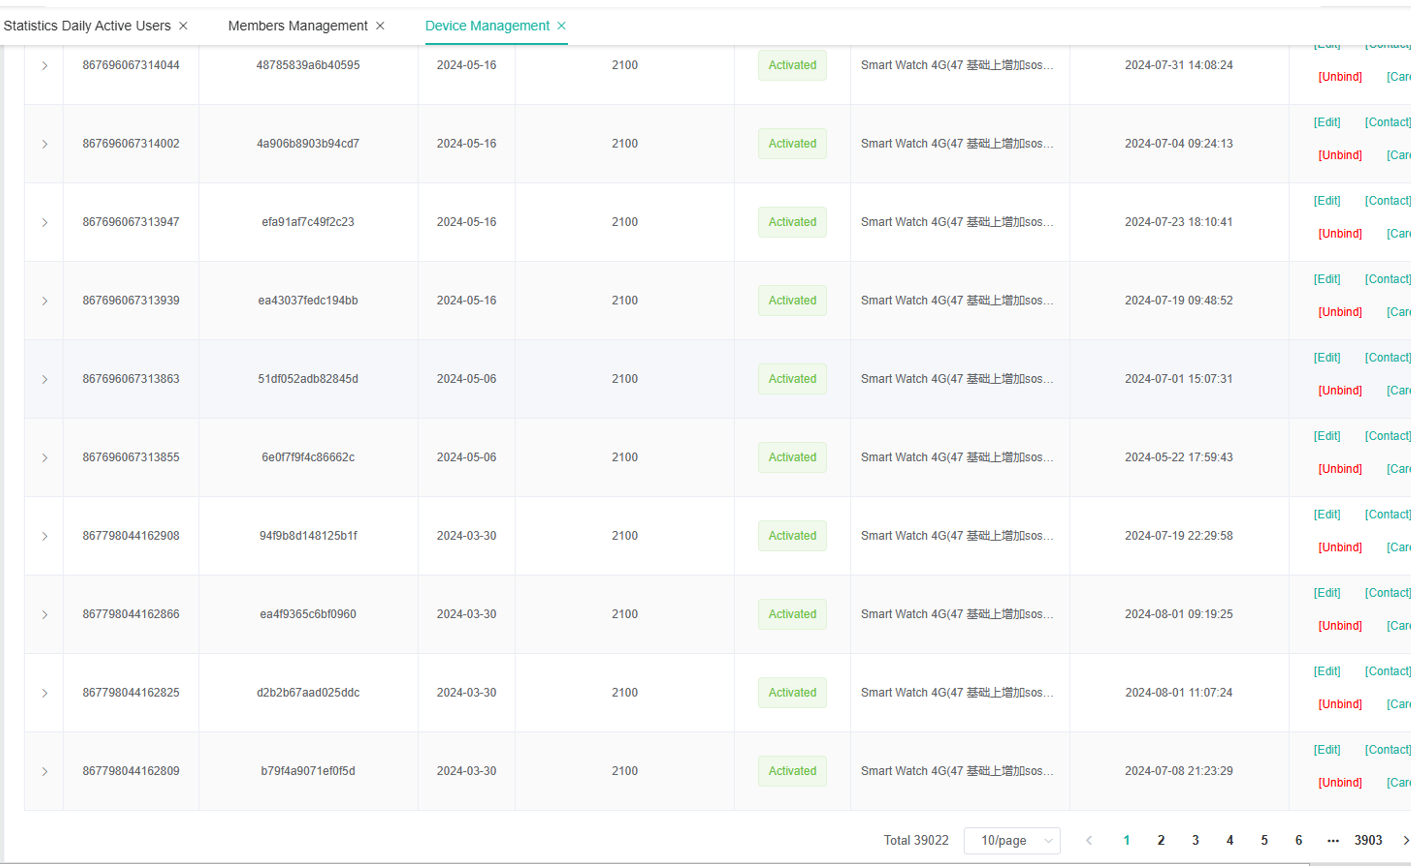 Statistics Daily Active Users × Members Management × Device Management ×
[Edit] [Contact]
867696067314044 48785839a6b40595 2024-05-16 2100 Activated Smart Watch 4G(47 基础上增加sos... 2024-07-31 14:08:24
[Unbind] [Care
[Edit] [Contact]
867696067314002 4a906b8903b94cd7 2024-05-16 2100 Activated Smart Watch 4G(47 基础上增加sos... 2024-07-04 09:24:13
[Unbind] [Care
[Edit] [Contact]
867696067313947 efa91af7c49f2c23 2024-05-16 2100 Activated Smart Watch 4G(47 基础上增加sos... 2024-07-23 18:10:41
[Unbind] [Care
[Edit] [Contact]
867696067313939 ea43037fedc194bb 2024-05-16 2100 Activated Smart Watch 4G(47 基础上增加sos... 2024-07-19 09:48:52
[Unbind] [Care
[Edit] [Contact]
867696067313863 51df052adb82845d 2024-05-06 2100 Activated Smart Watch 4G(47 基础上增加sos... 2024-07-01 15:07:31
[Unbind] [Care
[Edit] [Contact]
867696067313855 6e0f7f9f4c86662c 2024-05-06 2100 Activated Smart Watch 4G(47 基础上增加sos... 2024-05-22 17:59:43
[Unbind] [Care
[Edit] [Contact]
867798044162908 94f9b8d148125b1f 2024-03-30 2100 Activated Smart Watch 4G(47 基础上增加sos... 2024-07-19 22:29:58
[Unbind] [Care
[Edit] [Contact]
867798044162866 ea4f9365c6bf0960 2024-03-30 2100 Activated Smart Watch 4G(47 基础上增加sos... 2024-08-01 09:19:25
[Unbind] [Care
[Edit] [Contact]
867798044162825 d2b2b67aad025ddc 2024-03-30 2100 Activated Smart Watch 4G(47 基础上增加sos... 2024-08-01 11:07:24
[Unbind] [Care
[Edit] [Contact]
867798044162809 b79f4a9071ef0f5d 2024-03-30 2100 Activated Smart Watch 4G(47 基础上增加sos... 2024-07-08 21:23:29
[Unbind] [Care
Total 39022 10/page < 1 2 3 4 5 6 ••• 3903 >